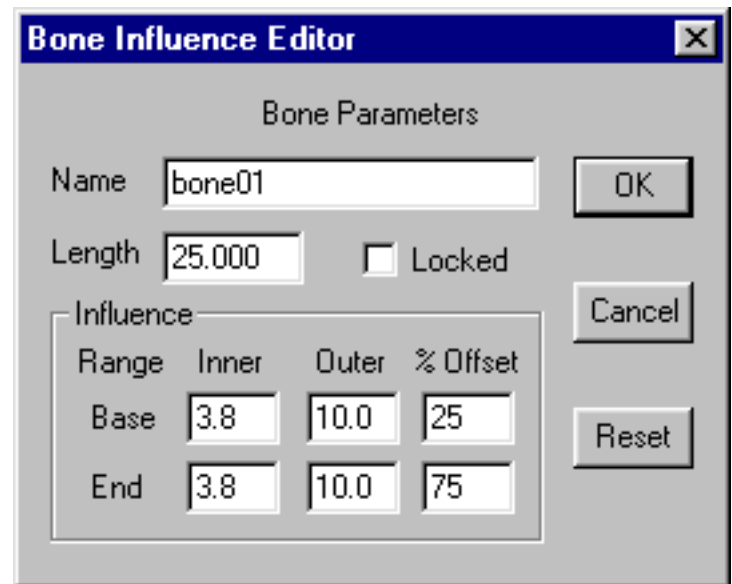 Bone Influence Editor
Bone Parameters
Name bone01 OK
Length 25.000 Locked
Influence Cancel
Range Inner Outer % Offset
Base 3.8 10.0 25
Reset
End 3.8 10.0 75